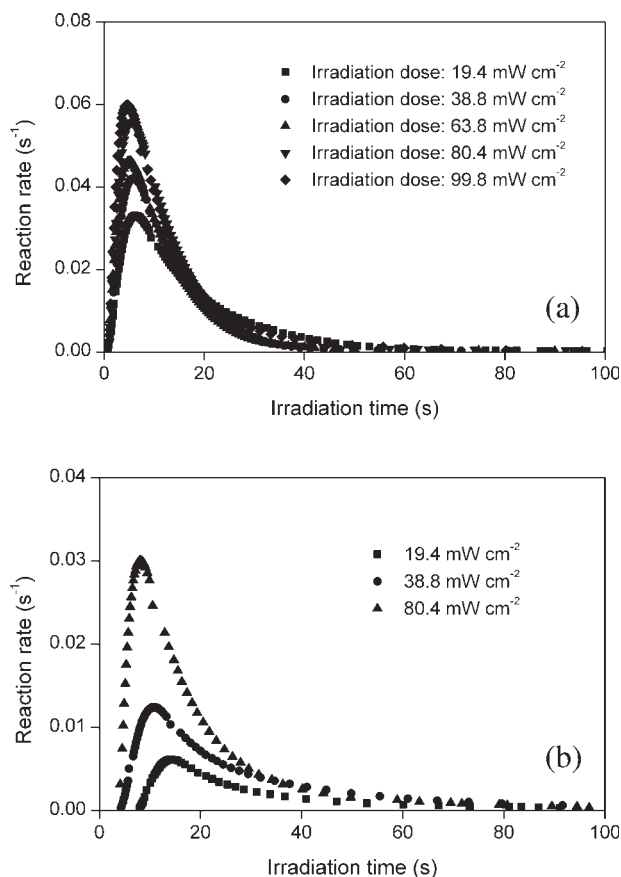 (a)
0.08
0.06
0.04
0.02
0.00
Reaction rate (s⁻¹)
Irradiation dose: 19.4 mW cm⁻²
Irradiation dose: 38.8 mW cm⁻²
Irradiation dose: 63.8 mW cm⁻²
Irradiation dose: 80.4 mW cm⁻²
Irradiation dose: 99.8 mW cm⁻²
0 20 40 60 80 100
Irradiation time (s)
0.04
0.03
0.02
0.01
0.00
Reaction rate (s⁻¹)
19.4 mW cm⁻²
38.8 mW cm⁻²
80.4 mW cm⁻²
(b)
0 20 40 60 80 100
Irradiation time (s)